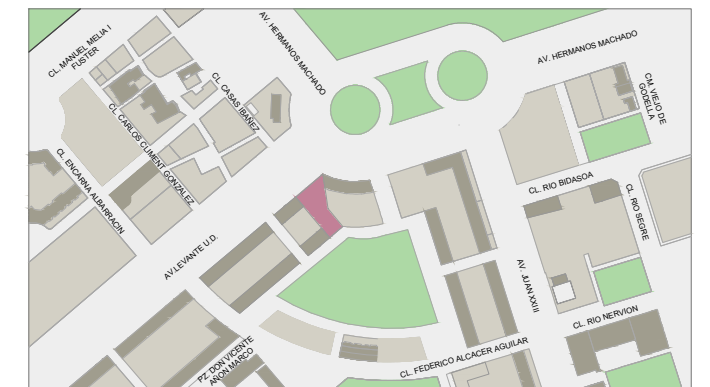 CL. MANUEL MELIA I
FUSTER
AV. HERMANOS MACHADO
AV. HERMANOS MACHADO
CL. CASAS IBAÑEZ
CM. VIEJO DE
GODELLA
CL. CARLOS CLIMENT GONZALEZ
CL. ENCARNA ALBARRACIN
CL. RIO BIDASOA
CL. RIO SEGRE
AV.LEVANTE U.D.
AV. JUAN XXIII
CL. RIO NERVION
PZ. DON VICENTE
AÑON MARCO
CL. FEDERICO ALCACER AGUILAR